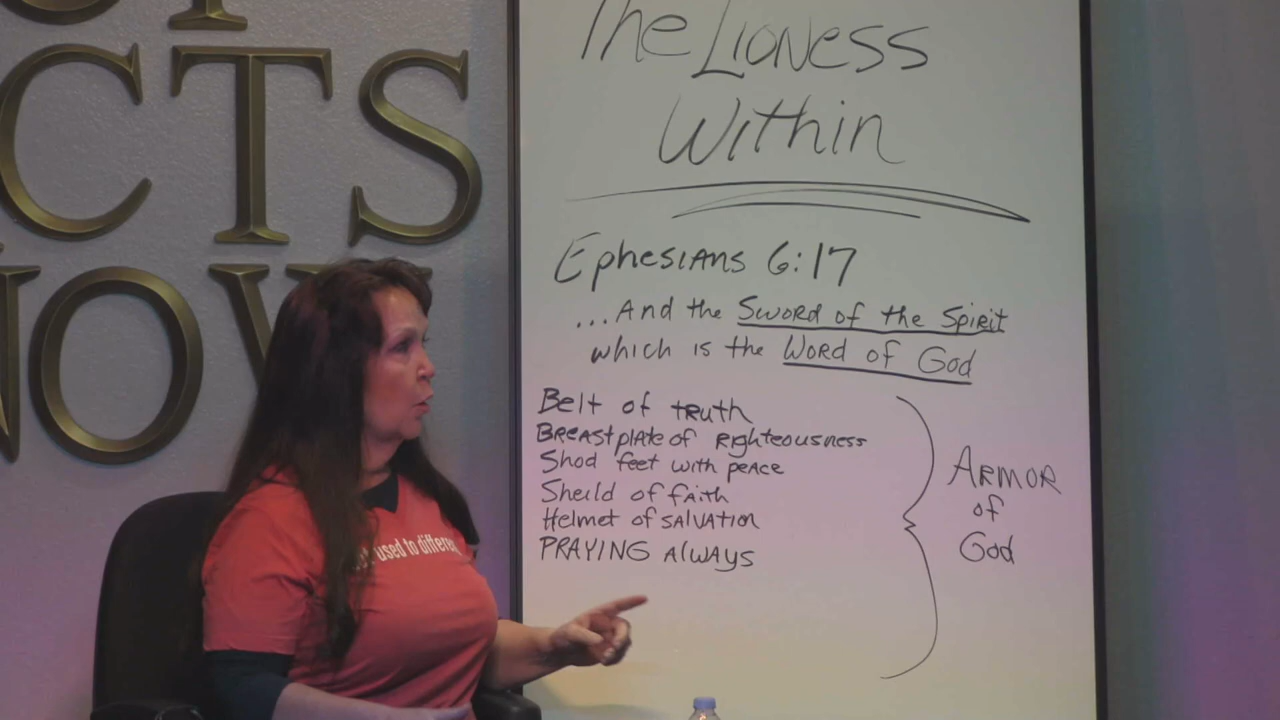 CTS
NOW
The Lioness
Within
Ephesians 6:17
...And the Sword of the Spirit
which is the Word of God
Belt of truth
Breastplate of Righteousness
Shod feet with peace
Sheild of faith
Helmet of Salvation
PRAYING Always
ARMOR
of
God
used to differen